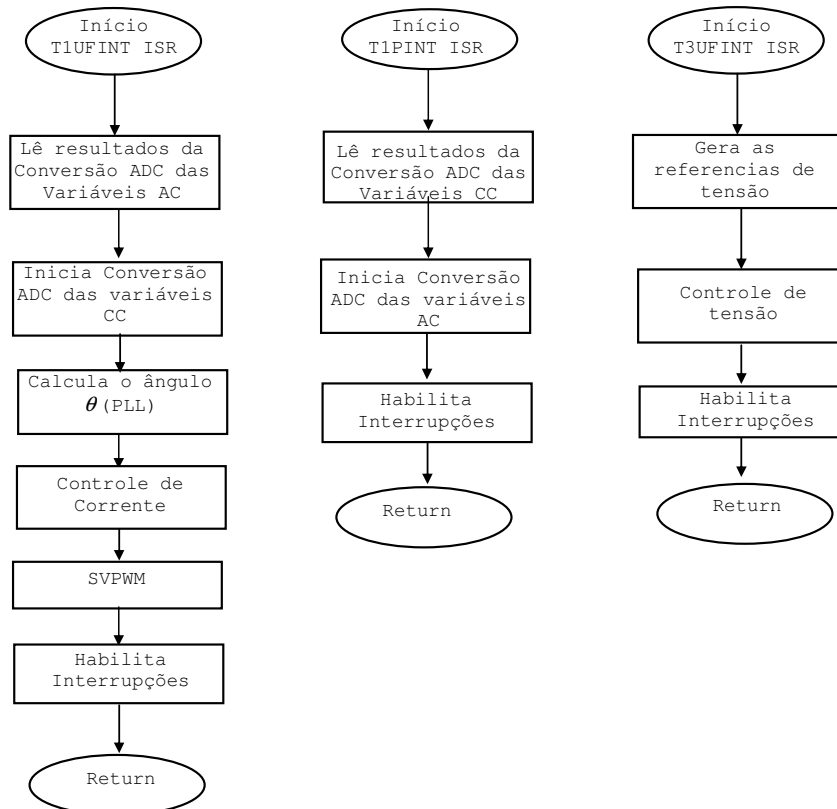 Início
T1UFINT ISR
Lê resultados da
Conversão ADC das
Variáveis AC
Inicia Conversão
ADC das variáveis
CC
Calcula o ângulo
θ (PLL)
Controle de
Corrente
SVPWM
Habilita
Interrupções
Return
Início
T1PINT ISR
Lê resultados da
Conversão ADC das
Variáveis CC
Inicia Conversão
ADC das variáveis
AC
Habilita
Interrupções
Return
Início
T3UFINT ISR
Gera as
referencias de
tensão
Controle de
tensão
Habilita
Interrupções
Return